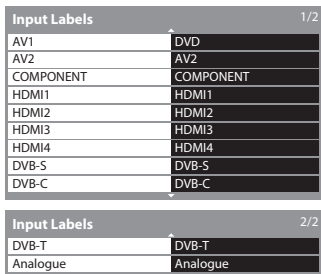 Input Labels 1/2
AV1 DVD
AV2 AV2
COMPONENT COMPONENT
HDMI1 HDMI1
HDMI2 HDMI2
HDMI3 HDMI3
HDMI4 HDMI4
DVB-S DVB-S
DVB-C DVB-C
Input Labels 2/2
DVB-T DVB-T
Analogue Analogue